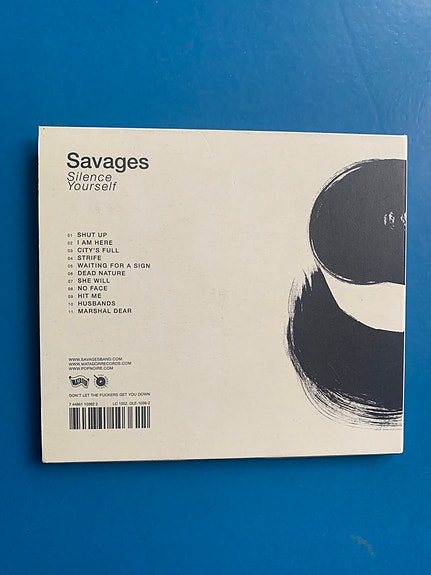 Savages
Silence
Yourself
01 SHUT UP
02 I AM HERE
03 CITY'S FULL
04 STRIFE
05 WAITING FOR A SIGN
06 DEAD NATURE
07 SHE WILL
08 NO FACE
09 HIT ME
10 HUSBANDS
11 MARSHAL DEAR
WWW.SAVAGESBAND.COM
WWW.MATADORRECORDS.COM
WWW.POPNOIRE.COM
MATADOR
DON'T LET THE FUCKERS GET YOU DOWN